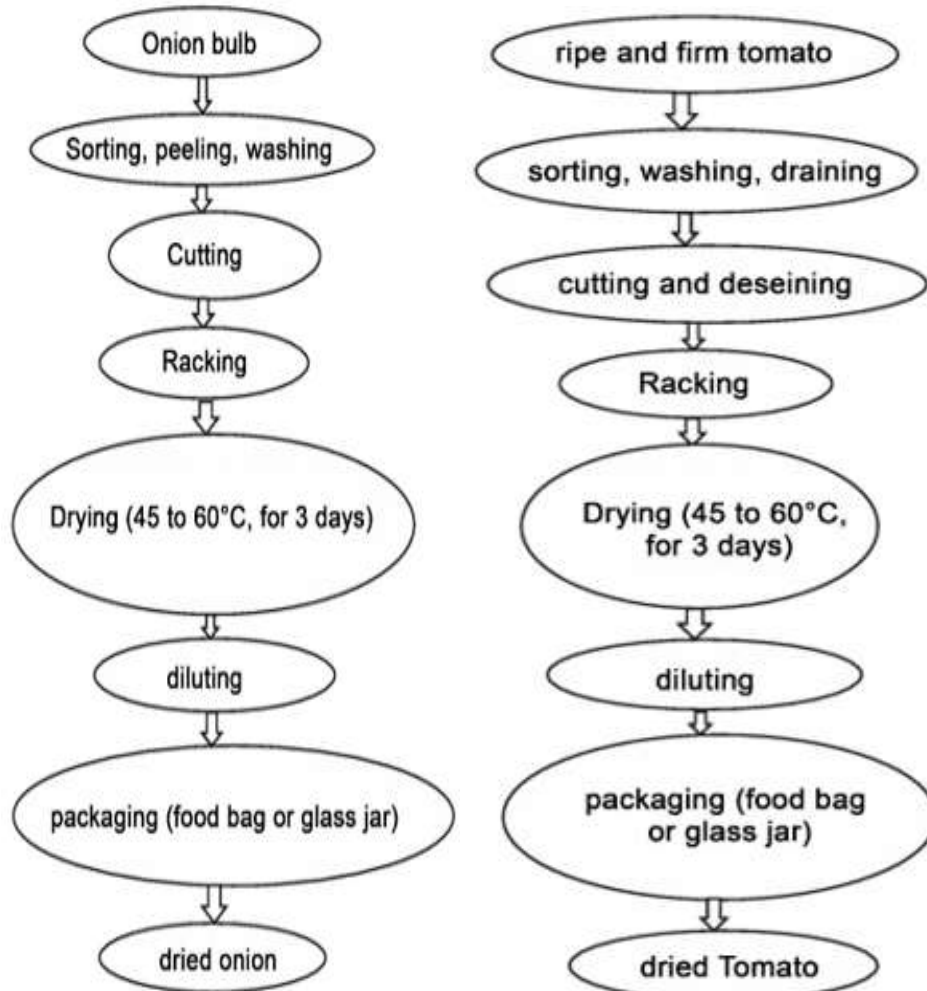 Onion bulb
Sorting, peeling, washing
Cutting
Racking
Drying (45 to 60°C, for 3 days)
diluting
packaging (food bag or glass jar)
dried onion
ripe and firm tomato
sorting, washing, draining
cutting and deseining
Racking
Drying (45 to 60°C,
for 3 days)
diluting
packaging (food bag
or glass jar)
dried Tomato